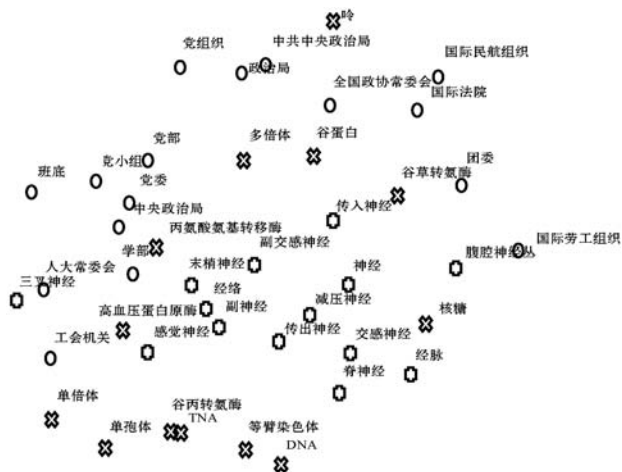 呤
党组织
中共中央政治局
国际民航组织
政治局
全国政协常委会
国际法院
党部
多倍体
谷蛋白
班底
党小组
党委
谷草转氨酶
团委
中央政治局
传入神经
丙氨酸氨基转移酶
副交感神经
国际劳工组织
学部
腹腔神经丛
人大常委会
末梢神经
神经
三叉神经
经络
减压神经
高血压蛋白原酶
副神经
核糖
工会机关
感觉神经
传出神经
交感神经
经脉
脊神经
单倍体
谷丙转氨酶
单孢体
TNA
等臂染色体
DNA